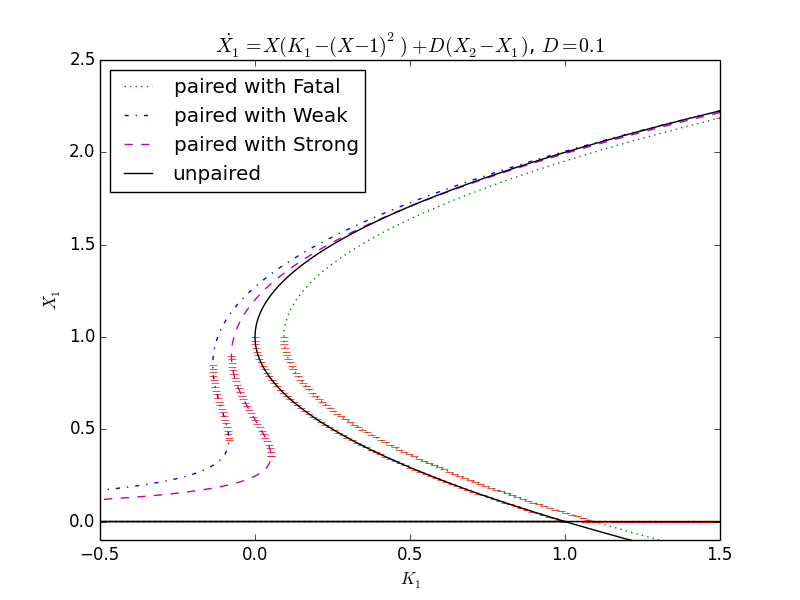 Ẋ₁ = X(K₁ − (X−1)² ) + D(X₂ − X₁), D = 0.1
2.5
paired with Fatal
paired with Weak
paired with Strong
unpaired
2.0
1.5
X₁
1.0
0.5
0.0
−0.5 0.0 0.5 1.0 1.5
K₁